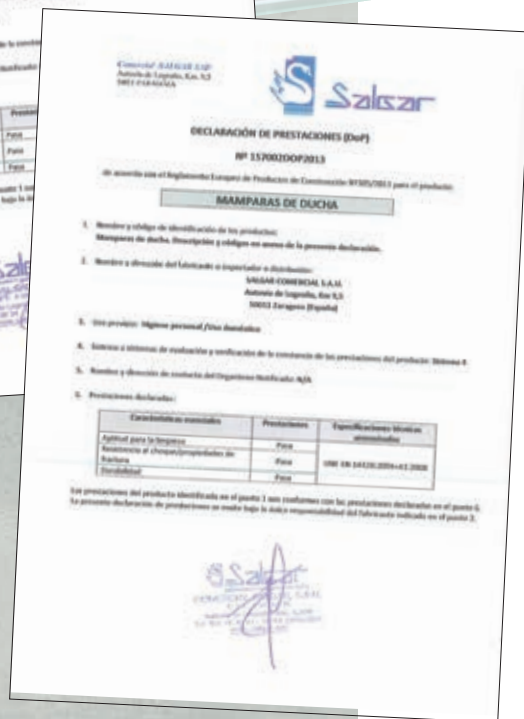 Comercial SALGAR SAU
Autovía de Logroño, Km. 9,5
Salgar
DECLARACIÓN DE PRESTACIONES (DoP)
Nº 157002DOP2013
de acuerdo con el Reglamento Europeo de Productos de Construcción Nº305/2013 para el producto:
MAMPARAS DE DUCHA
1. Nombre y código de identificación de los productos:
Mamparas de ducha. Descripción y códigos en anexo de la presente declaración.
2. Nombre y dirección del fabricante o importador o distribuidor:
SALGAR COMERCIAL S.A.U.
Autovía de Logroño, Km 9,5
50011 Zaragoza (España)
3. Uso previsto: Higiene personal /Uso doméstico
4. Sistema o sistemas de evaluación y verificación de la constancia de las prestaciones del producto: Sistema 4
5. Nombre y dirección de contacto del Organismo Notificado: N/A
6. Prestaciones declaradas:
Características esenciales Prestaciones Especificaciones técnicas armonizadas
Aptitud para la limpieza Pasa
Resistencia al choque/propiedades de fractura Pasa UNE EN 14428:2004+A1:2008
Durabilidad Pasa
Las prestaciones del producto identificado en el punto 1 son conformes con las prestaciones declaradas en el punto 6.
La presente declaración de prestaciones se emite bajo la única responsabilidad del fabricante indicado en el punto 2.
Salgar
Pasa
Pasa
Pasa